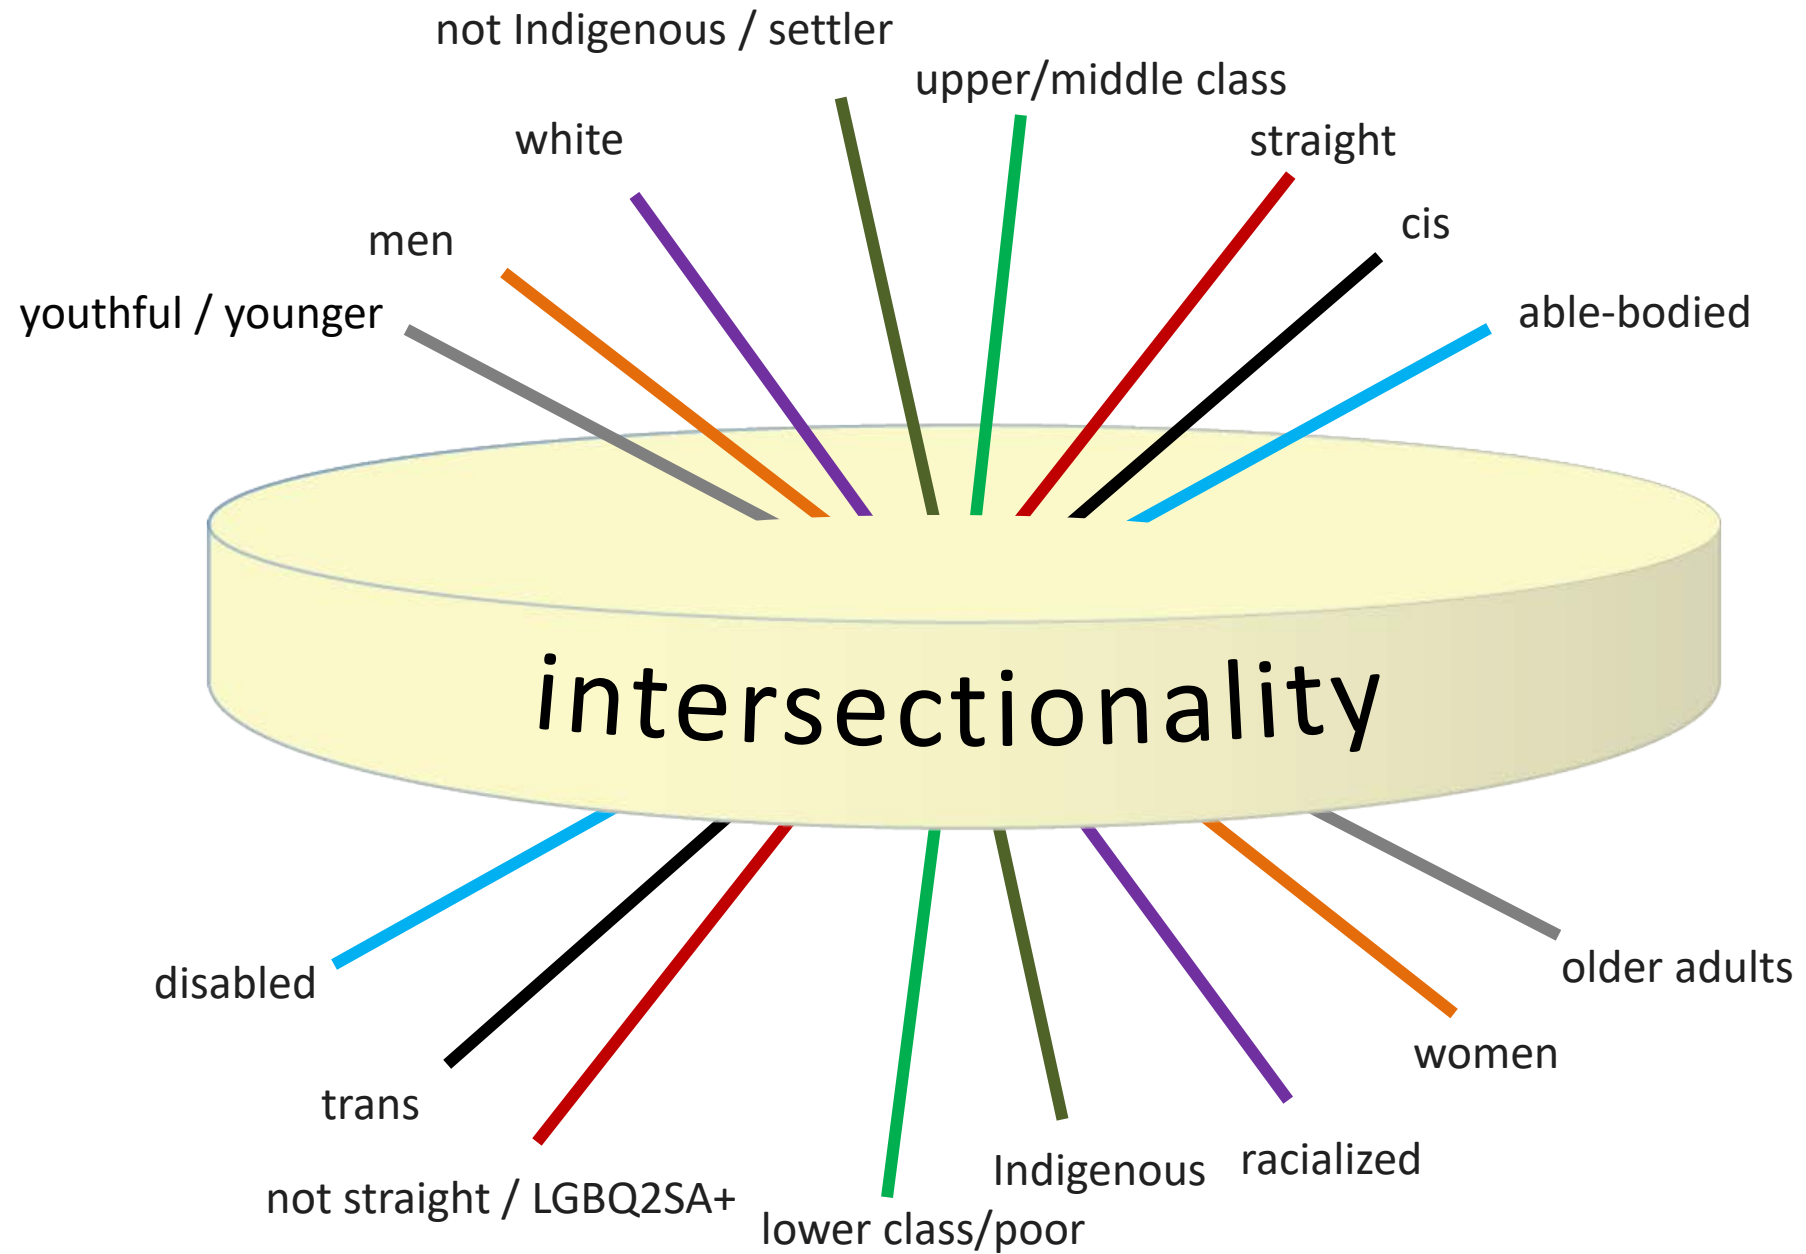 not Indigenous / settler
upper/middle class
white
straight
cis
men
youthful / younger
able-bodied
intersectionality
disabled
older adults
women
trans
Indigenous
racialized
not straight / LGBQ2SA+
lower class/poor